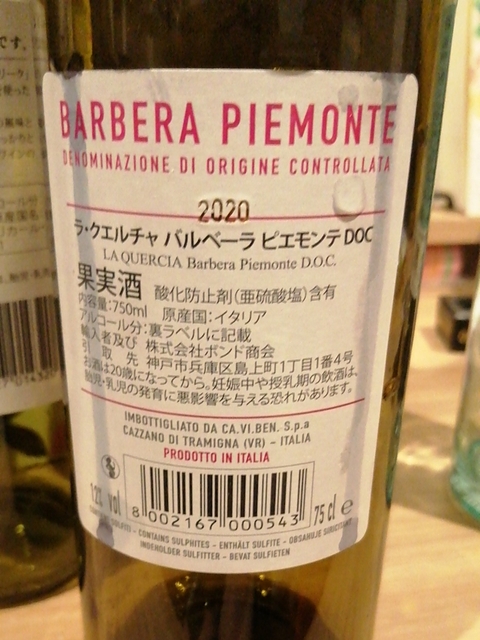 BARBERA PIEMONTE
DENOMINAZIONE DI ORIGINE CONTROLLATA
2020
ラ・クエルチャ バルベーラ ピエモンテ DOC
LA QUERCIA Barbera Piemonte D.O.C.
果実酒 酸化防止剤(亜硫酸塩)含有
内容量:750ml 原産国:イタリア
アルコール分:裏ラベルに記載
輸入者及び 株式会社ボンド商会
引 取 先 神戸市兵庫区島上町1丁目1番4号
お酒は20歳になってから。妊娠中や授乳期の飲酒は、
胎児・乳児の発育に悪影響を与える恐れがあります。
IMBOTTIGLIATO DA CA.VI.BEN. S.p.a
CAZZANO DI TRAMIGNA (VR) – ITALIA
PRODOTTO IN ITALIA
12% vol
8 002167 000543
75 cl e
CONTAINS SULPHITES – ENTHÄLT SULFITE – OBSAHUJE
INDEHOLDER SULFITTER – BEVAT SULFIETEN